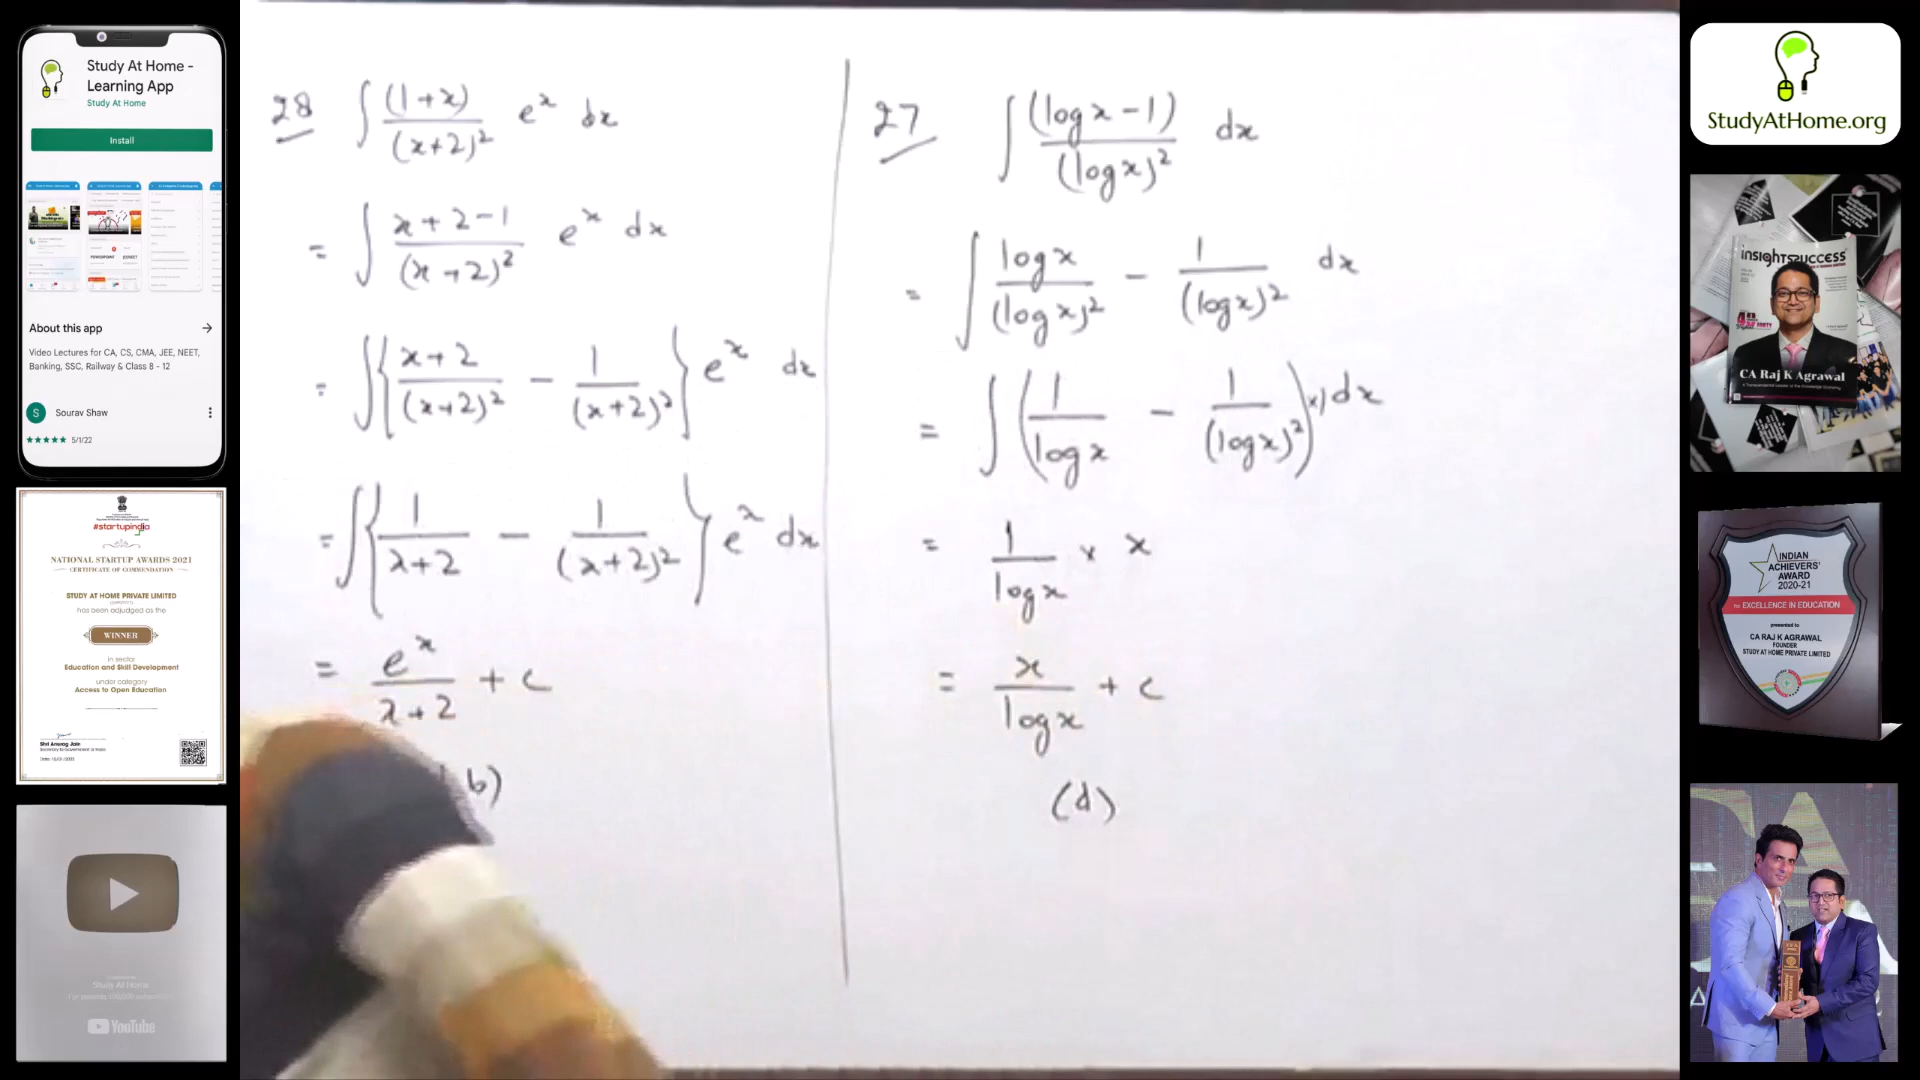 Study At Home -
Learning App
Study At Home
Install
About this app
Video Lectures for CA, CS, CMA, JEE, NEET,
Banking, SSC, Railway & Class 8 - 12
S Sourav Shaw
★★★★★ 5/1/22
#startupindia
NATIONAL STARTUP AWARDS 2021
CERTIFICATE OF COMMENDATION
STUDY AT HOME PRIVATE LIMITED
has been adjudged as the
WINNER
in sector
Education and Skill Development
under category
Access to Open Education
Shri Anurag Jain
Study At Home
YouTube
28 ∫ (1+x)/(x+2)² eˣ dx
= ∫ (x+2-1)/(x+2)² eˣ dx
= ∫ { (x+2)/(x+2)² - 1/(x+2)² } eˣ dx
= ∫ { 1/(x+2) - 1/(x+2)² } eˣ dx
= eˣ/(x+2) + c
b)
27 ∫ (log x - 1)/(log x)² dx
= ∫ log x/(log x)² - 1/(log x)² dx
= ∫ ( 1/log x - 1/(log x)² ) x1 dx
= 1/log x × x
= x/log x + c
(d)
StudyAtHome.org
insightssuccess
CA Raj K Agrawal
INDIAN
ACHIEVERS'
AWARD
2020-21
For EXCELLENCE IN EDUCATION
presented to
CA RAJ K AGRAWAL
FOUNDER
STUDY AT HOME PRIVATE LIMITED